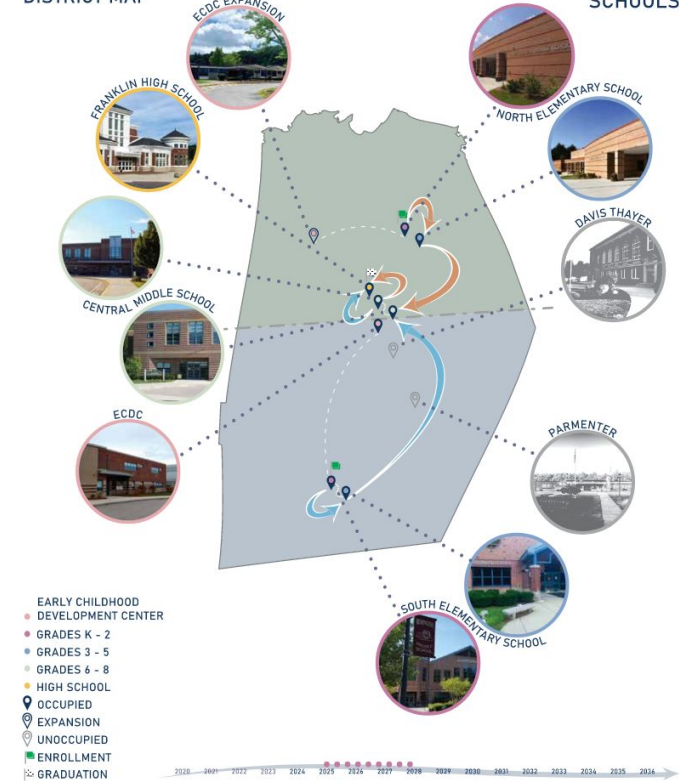 DISTRICT MAP
SCHOOLS
ECDC EXPANSION
FRANKLIN HIGH SCHOOL
NORTH ELEMENTARY SCHOOL
DAVIS THAYER
CENTRAL MIDDLE SCHOOL
ECDC
PARMENTER
SOUTH ELEMENTARY SCHOOL
EARLY CHILDHOOD
DEVELOPMENT CENTER
GRADES K - 2
GRADES 3 - 5
GRADES 6 - 8
HIGH SCHOOL
OCCUPIED
EXPANSION
UNOCCUPIED
ENROLLMENT
GRADUATION
2020 2021 2022 2023 2024 2025 2026 2027 2028 2029 2030 2031 2032 2033 2034 2035 2036